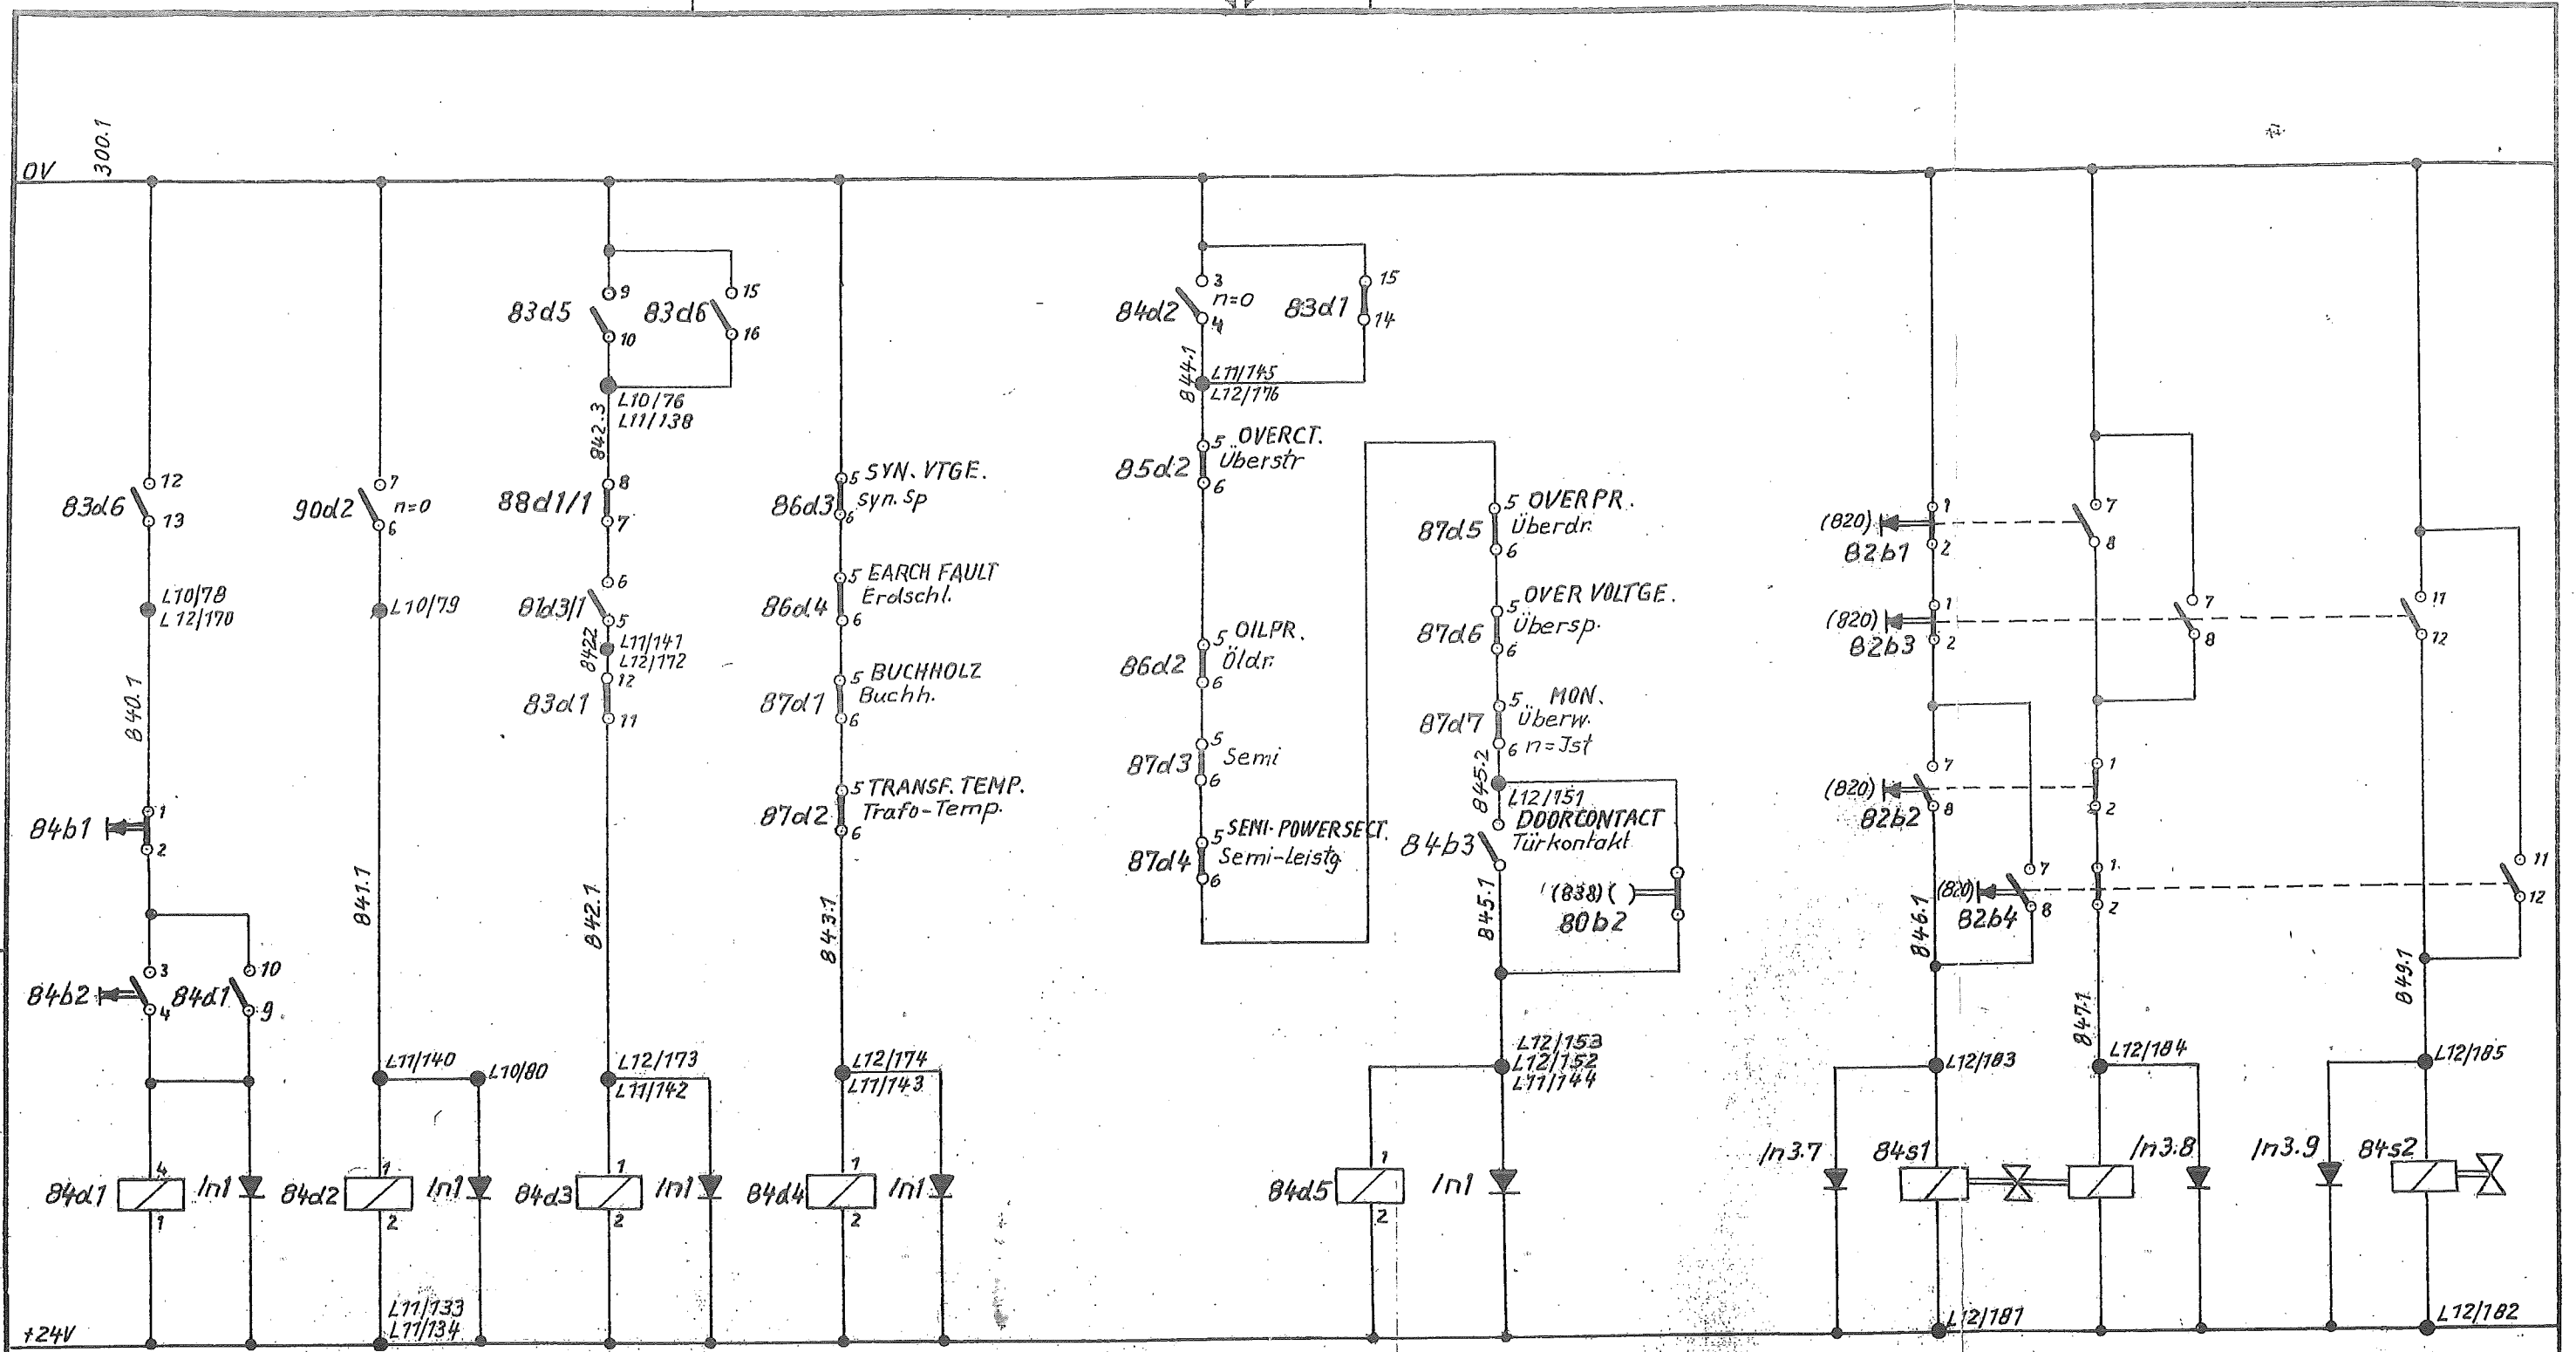 0V
300.1
83d6
12
13
L10/78
L12/170
840.1
84b1
1
2
84b2
3
4
84d1
10
9
84d1
4
1
1n1
90d2
7
n=0
6
L10/79
841.1
L11/140
L10/80
84d2
1
2
1n1
L11/133
L11/134
83d5
9
10
83d6
15
16
L10/76
L11/138
842.3
88d1/1
8
7
81d3/1
6
5
842.2
L11/141
L12/172
83d1
12
11
842.1
L12/173
L11/142
84d3
1
2
1n1
86d3
5 SYN. VTGE.
syn. Sp
6
86d4
5 EARCH FAULT
Erdschl.
6
87d1
5 BUCHHOLZ
Buchh.
6
87d2
5 TRANSF. TEMP.
Trafo-Temp.
6
843.1
L12/174
L11/143
84d4
1
2
1n1
84d2
3
n=0
4
83d1
15
14
844.1
L11/145
L12/176
85d2
5 OVERCT.
Überstr
6
86d2
5 OILPR.
Öldr.
6
87d3
5
Semi
6
87d4
5 SEMI-POWERSECT.
Semi-Leistg
6
87d5
5 OVERPR.
Überdr.
6
87d6
5 OVER VOLTGE.
Übersp.
6
87d7
5 MON.
Überw.
6 n=Jst
845.2
L12/151
DOORCONTACT
84b3
Türkontakt
(838) ( )
80b2
845.1
L12/153
L12/152
L11/144
84d5
1
2
1n1
(820)
82b1
1
2
7
8
(820)
82b3
1
2
7
8
11
12
(820)
82b2
7
8
1
2
(820)
82b4
7
8
1
2
11
12
846.1
847.1
849.1
L12/183
L12/184
L12/185
1n3.7
84s1
1n3.8
1n3.9
84s2
+24V
L12/181
L12/182